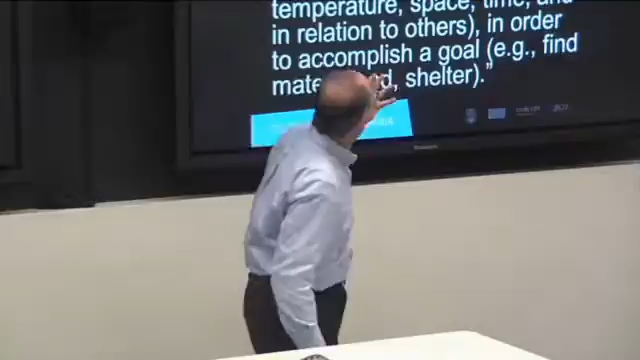 temperature, space, time, and
in relation to others), in order
to accomplish a goal (e.g., find
shelter)."